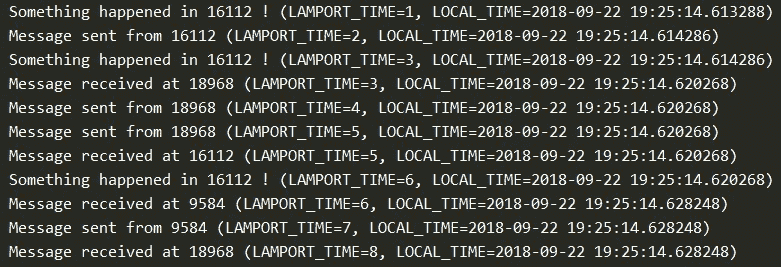 Something happened in 16112 ! (LAMPORT_TIME=1, LOCAL_TIME=2018-09-22 19:25:14.613288)
Message sent from 16112 (LAMPORT_TIME=2, LOCAL_TIME=2018-09-22 19:25:14.614286)
Something happened in 16112 ! (LAMPORT_TIME=3, LOCAL_TIME=2018-09-22 19:25:14.614286)
Message received at 18968 (LAMPORT_TIME=3, LOCAL_TIME=2018-09-22 19:25:14.620268)
Message sent from 18968 (LAMPORT_TIME=4, LOCAL_TIME=2018-09-22 19:25:14.620268)
Message sent from 18968 (LAMPORT_TIME=5, LOCAL_TIME=2018-09-22 19:25:14.620268)
Message received at 16112 (LAMPORT_TIME=5, LOCAL_TIME=2018-09-22 19:25:14.620268)
Something happened in 16112 ! (LAMPORT_TIME=6, LOCAL_TIME=2018-09-22 19:25:14.620268)
Message received at 9584 (LAMPORT_TIME=6, LOCAL_TIME=2018-09-22 19:25:14.628248)
Message sent from 9584 (LAMPORT_TIME=7, LOCAL_TIME=2018-09-22 19:25:14.628248)
Message received at 18968 (LAMPORT_TIME=8, LOCAL_TIME=2018-09-22 19:25:14.628248)